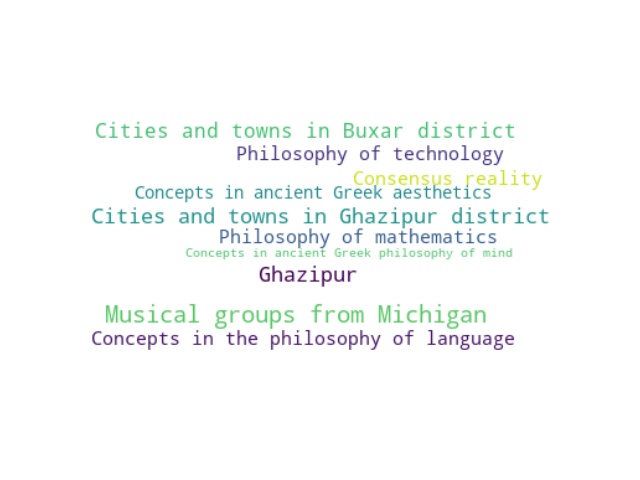 Cities and towns in Buxar district
Philosophy of technology
Consensus reality
Concepts in ancient Greek aesthetics
Cities and towns in Ghazipur district
Philosophy of mathematics
Concepts in ancient Greek philosophy of mind
Ghazipur
Musical groups from Michigan
Concepts in the philosophy of language